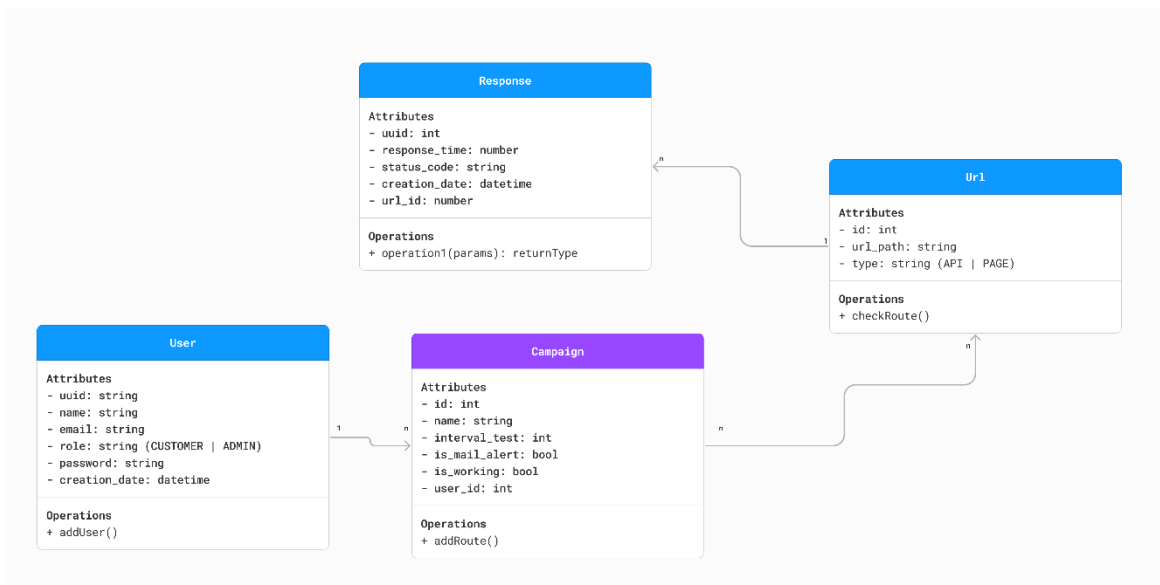 Response
Attributes
- uuid: int
- response_time: number
- status_code: string
- creation_date: datetime
- url_id: number
Operations
+ operation1(params): returnType
n
1
Url
Attributes
- id: int
- url_path: string
- type: string (API | PAGE)
Operations
+ checkRoute()
n
User
Attributes
- uuid: string
- name: string
- email: string
- role: string (CUSTOMER | ADMIN)
- password: string
- creation_date: datetime
Operations
+ addUser()
1
n
Campaign
Attributes
- id: int
- name: string
- interval_test: int
- is_mail_alert: bool
- is_working: bool
- user_id: int
Operations
+ addRoute()
n